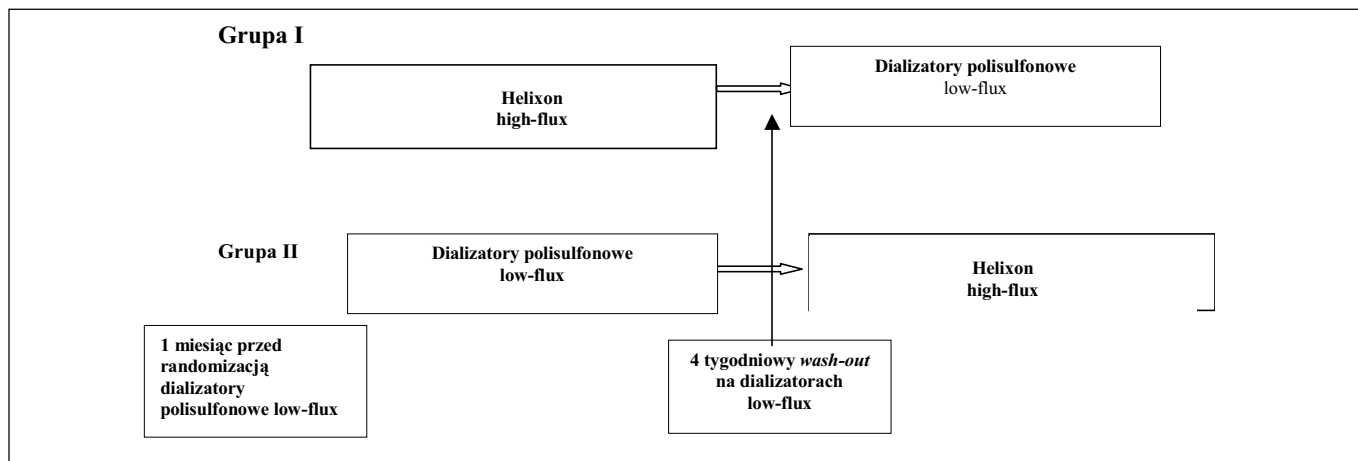 Grupa I
Helixon
high-flux
Dializatory polisulfonowe
low-flux
Grupa II
Dializatory polisulfonowe
low-flux
Helixon
high-flux
1 miesiąc przed
randomizacją
dializatory
polisulfonowe low-flux
4 tygodniowy wash-out
na dializatorach
low-flux